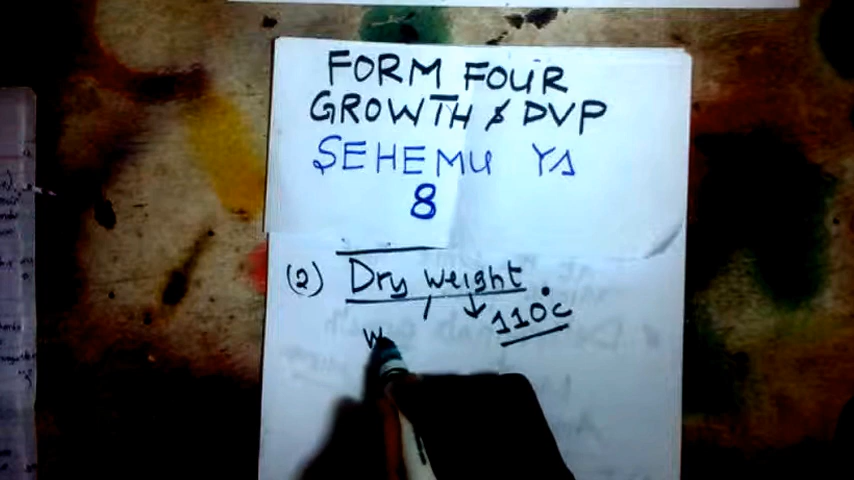 FORM FOUR
GROWTH & DVP
SEHEMU YA
8
(2) Dry weight
110°c
W